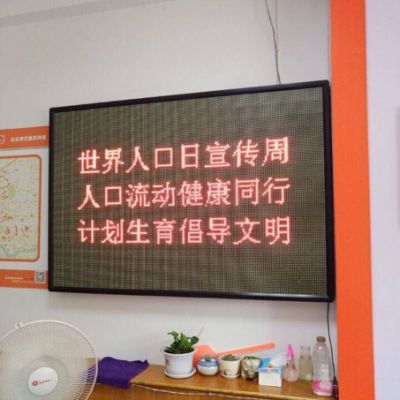 世界人口日宣传周
人口流动健康同行
计划生育倡导文明